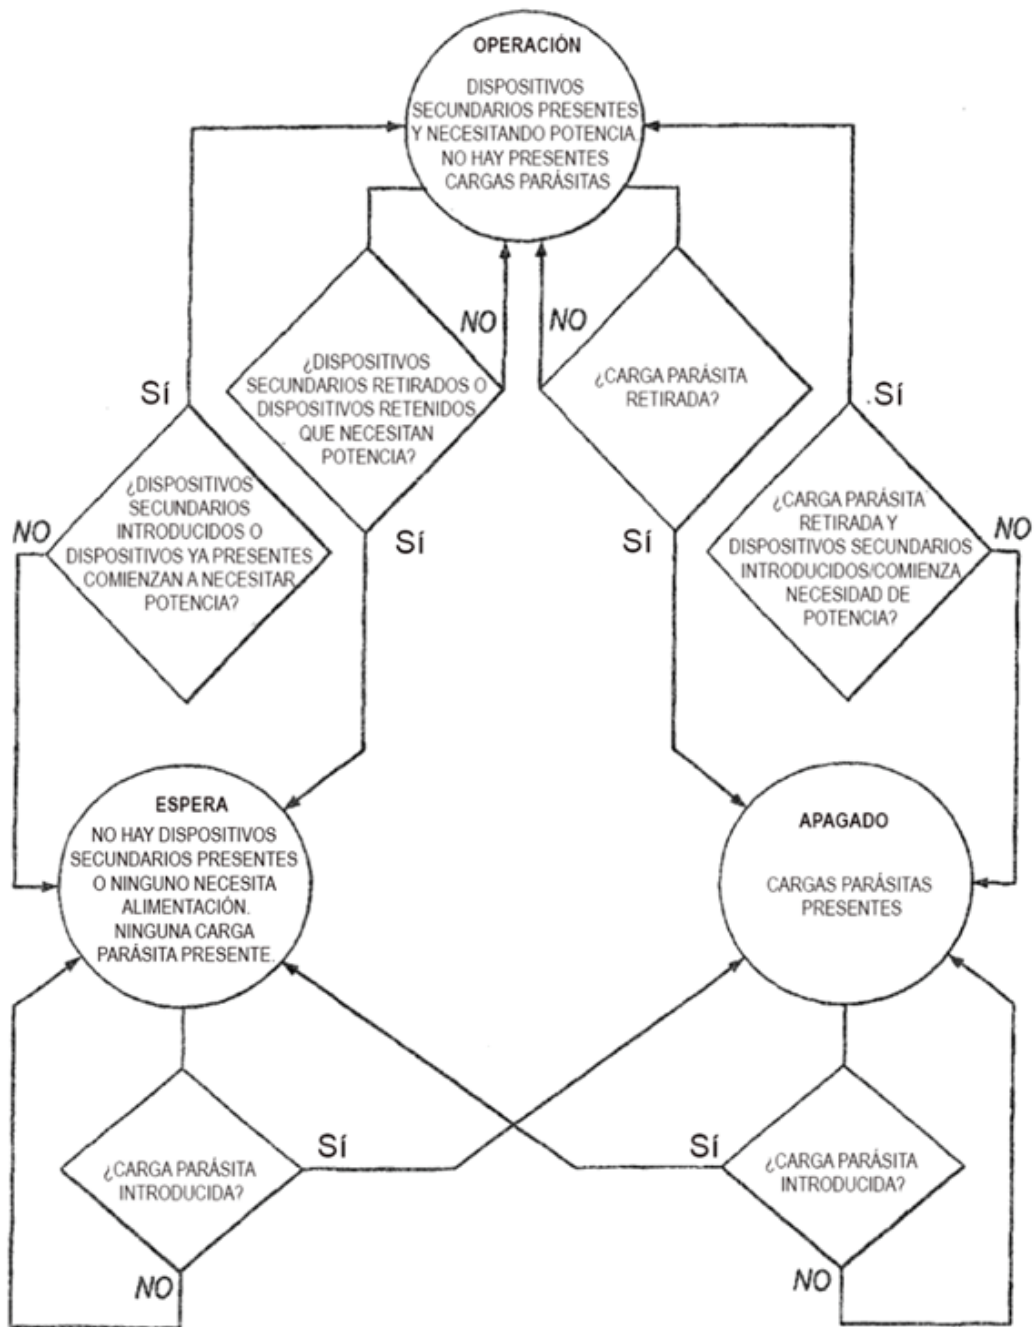 OPERACIÓN
DISPOSITIVOS
SECUNDARIOS PRESENTES
Y NECESITANDO POTENCIA.
NO HAY PRESENTES
CARGAS PARÁSITAS
NO
NO
¿DISPOSITIVOS
SECUNDARIOS RETIRADOS O
DISPOSITIVOS RETENIDOS
QUE NECESITAN
POTENCIA?
¿CARGA PARÁSITA
RETIRADA?
Sí
Sí
¿DISPOSITIVOS
SECUNDARIOS
INTRODUCIDOS O
DISPOSITIVOS YA PRESENTES
COMIENZAN A NECESITAR
POTENCIA?
NO
Sí
Sí
¿CARGA PARÁSITA
RETIRADA Y
DISPOSITIVOS SECUNDARIOS
INTRODUCIDOS/COMIENZA
NECESIDAD DE
POTENCIA?
NO
ESPERA
NO HAY DISPOSITIVOS
SECUNDARIOS PRESENTES
O NINGUNO NECESITA
ALIMENTACIÓN.
NINGUNA CARGA
PARÁSITA PRESENTE.
APAGADO
CARGAS PARÁSITAS
PRESENTES
Sí
Sí
¿CARGA PARÁSITA
INTRODUCIDA?
¿CARGA PARÁSITA
INTRODUCIDA?
NO
NO